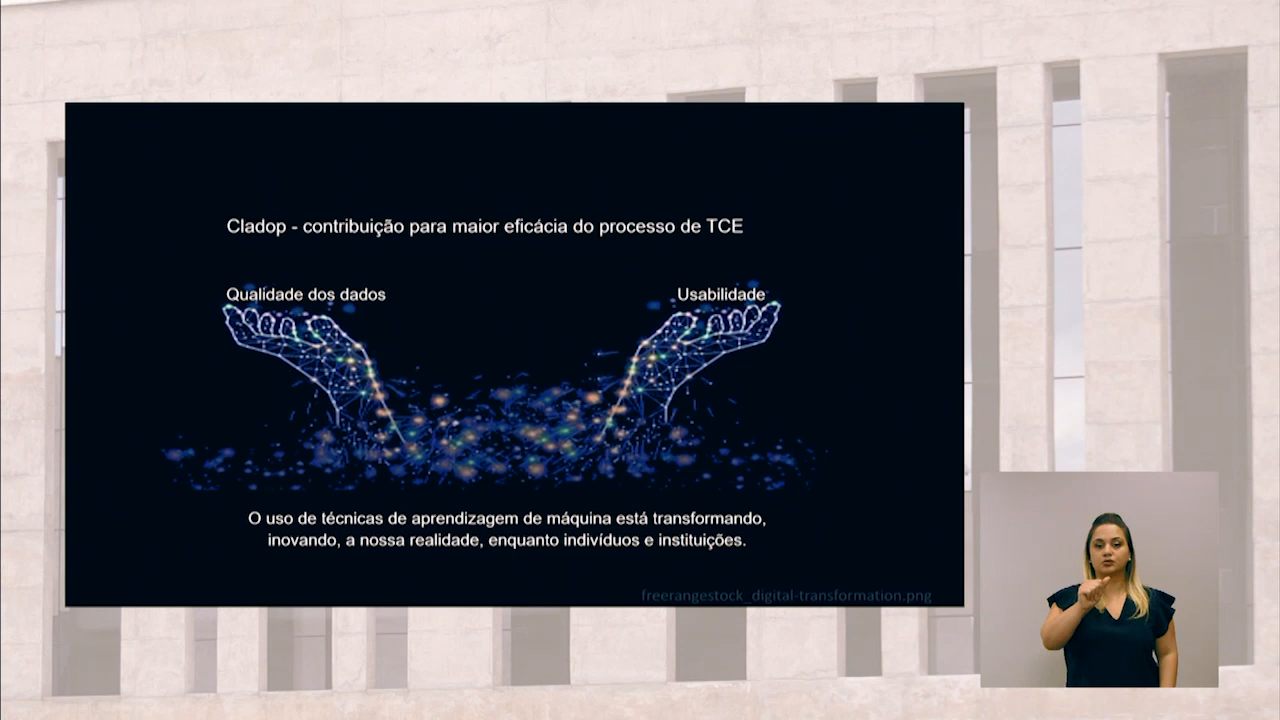 Cladop - contribuição para maior eficácia do processo de TCE
Qualidade dos dados
Usabilidade
O uso de técnicas de aprendizagem de máquina está transformando,
inovando, a nossa realidade, enquanto indivíduos e instituições.
freerangestock_digital-transformation.png